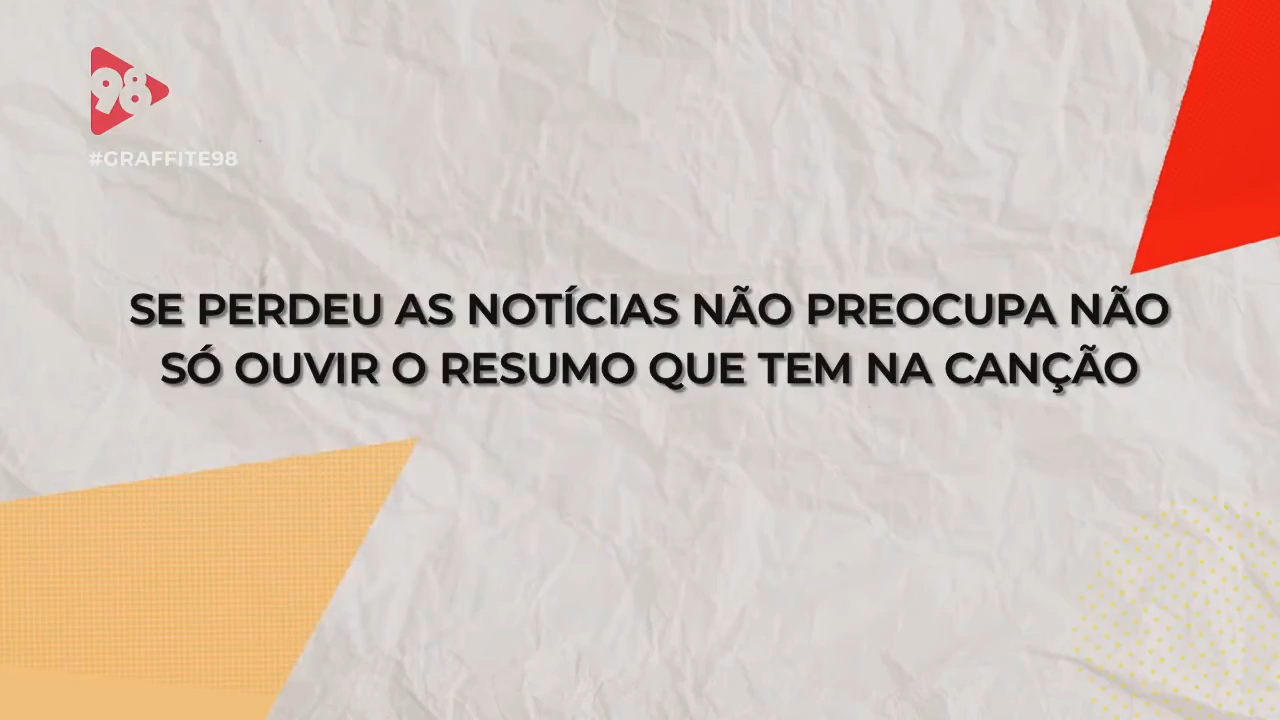 98
#GRAFFITE98
SE PERDEU AS NOTÍCIAS NÃO PREOCUPA NÃO
SÓ OUVIR O RESUMO QUE TEM NA CANÇÃO